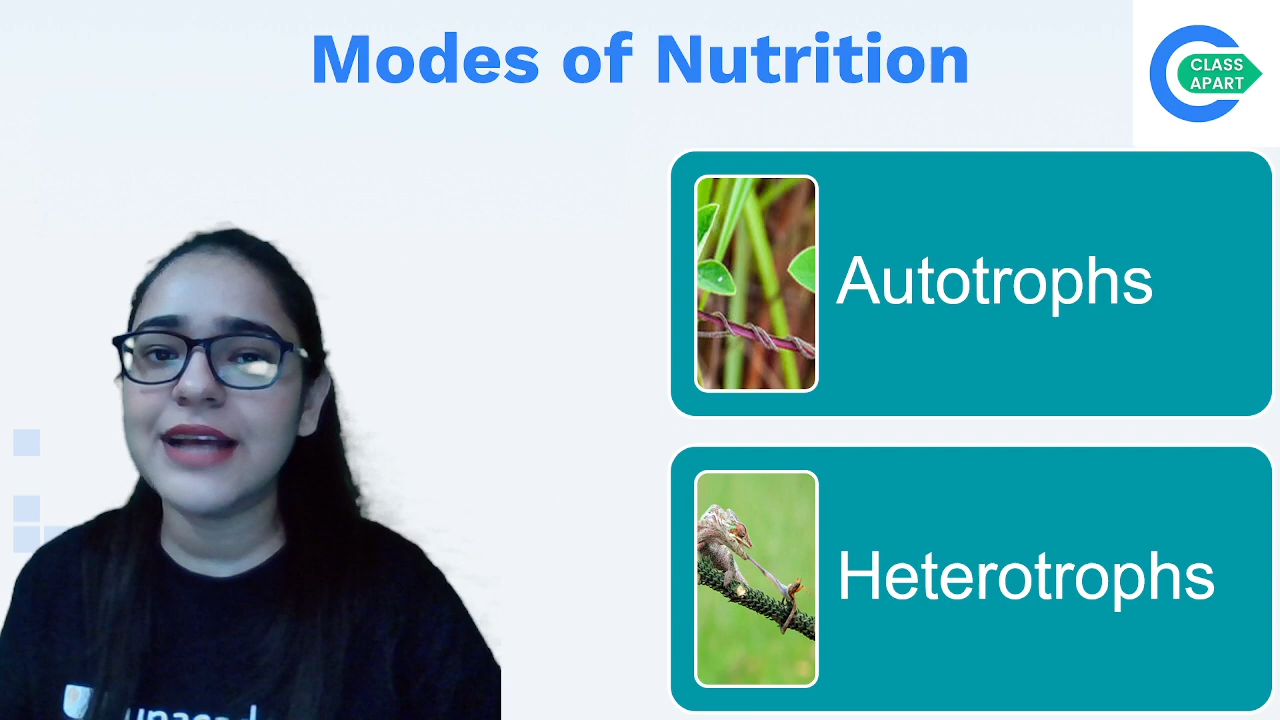 Modes of Nutrition
CLASS
APART
Autotrophs
Heterotrophs